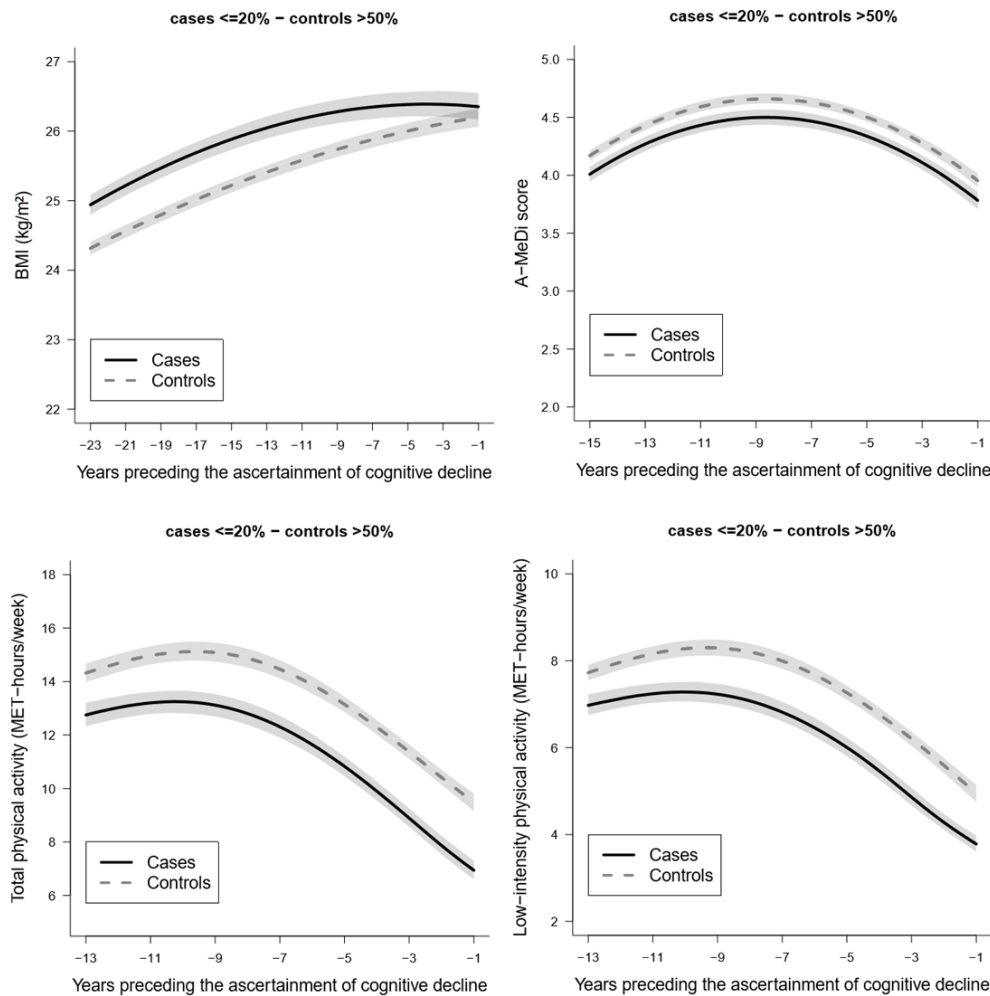 cases <=20% − controls >50%
BMI (kg/m²)
27
26
25
24
23
22
Cases
Controls
−23 −21 −19 −17 −15 −13 −11 −9 −7 −5 −3 −1
Years preceding the ascertainment of cognitive decline
cases <=20% − controls >50%
A−MeDi score
5.0
4.5
4.0
3.5
3.0
2.5
2.0
Cases
Controls
−15 −13 −11 −9 −7 −5 −3 −1
Years preceding the ascertainment of cognitive decline
cases <=20% − controls >50%
Total physical activity (MET−hours/week)
18
16
14
12
10
8
6
Cases
Controls
−13 −11 −9 −7 −5 −3 −1
Years preceding the ascertainment of cognitive decline
cases <=20% − controls >50%
Low−intensity physical activity (MET−hours/week)
10
8
6
4
2
Cases
Controls
−13 −11 −9 −7 −5 −3 −1
Years preceding the ascertainment of cognitive decline